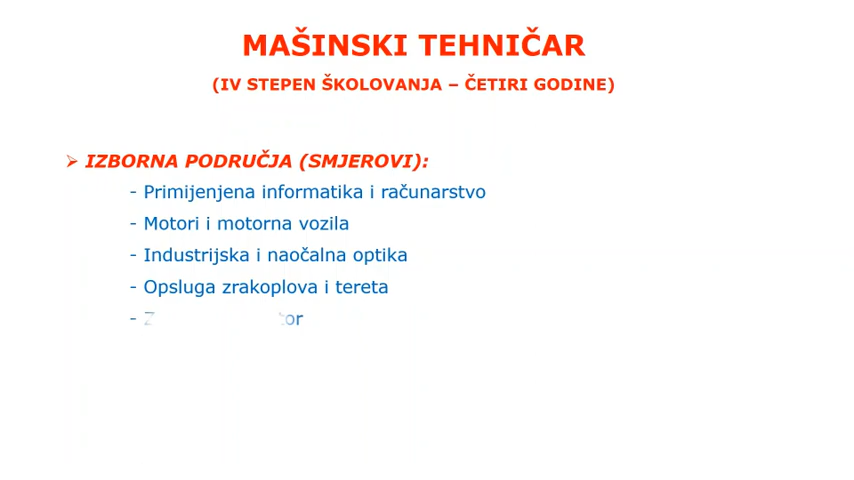 MAŠINSKI TEHNIČAR
(IV STEPEN ŠKOLOVANJA – ČETIRI GODINE)
➢ IZBORNA PODRUČJA (SMJEROVI):
- Primijenjena informatika i računarstvo
- Motori i motorna vozila
- Industrijska i naočalna optika
- Opsluga zrakoplova i tereta
-